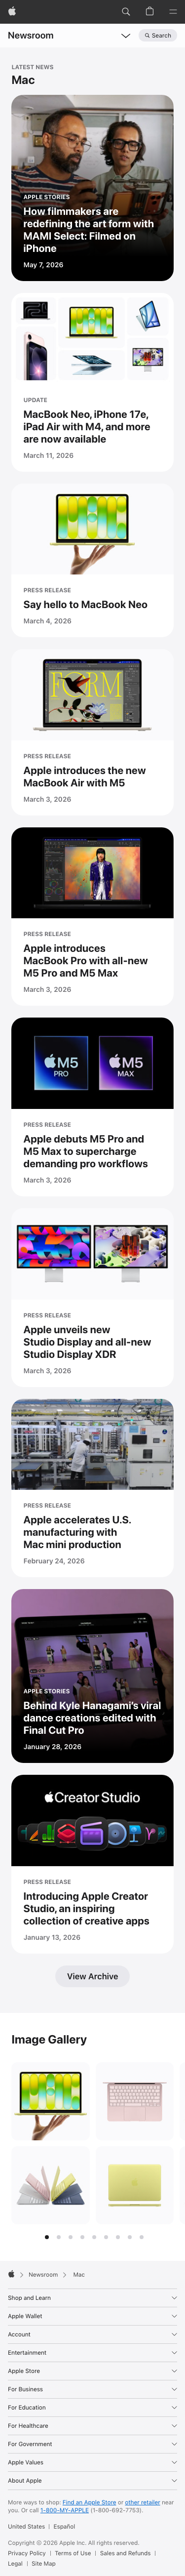 Newsroom
Search
LATEST NEWS
Mac
APPLE STORIES
How filmmakers are
redefining the art form with
MAMI Select: Filmed on
iPhone
May 7, 2026
UPDATE
MacBook Neo, iPhone 17e,
iPad Air with M4, and more
are now available
March 11, 2026
PRESS RELEASE
Say hello to MacBook Neo
March 4, 2026
FORM
PRESS RELEASE
Apple introduces the new
MacBook Air with M5
March 3, 2026
PRESS RELEASE
Apple introduces
MacBook Pro with all-new
M5 Pro and M5 Max
March 3, 2026
M5
PRO
M5
MAX
PRESS RELEASE
Apple debuts M5 Pro and
M5 Max to supercharge
demanding pro workflows
March 3, 2026
PRESS RELEASE
Apple unveils new
Studio Display and all-new
Studio Display XDR
March 3, 2026
PRESS RELEASE
Apple accelerates U.S.
manufacturing with
Mac mini production
February 24, 2026
APPLE STORIES
Behind Kyle Hanagami’s viral
dance creations edited with
Final Cut Pro
January 28, 2026
Creator Studio
PRESS RELEASE
Introducing Apple Creator
Studio, an inspiring
collection of creative apps
January 13, 2026
View Archive
Image Gallery
Newsroom
Mac
Shop and Learn
Apple Wallet
Account
Entertainment
Apple Store
For Business
For Education
For Healthcare
For Government
Apple Values
About Apple
More ways to shop: Find an Apple Store or other retailer near
you. Or call 1-800-MY-APPLE (1-800-692-7753).
United States | Español
Copyright © 2026 Apple Inc. All rights reserved.
Privacy Policy | Terms of Use | Sales and Refunds |
Legal | Site Map